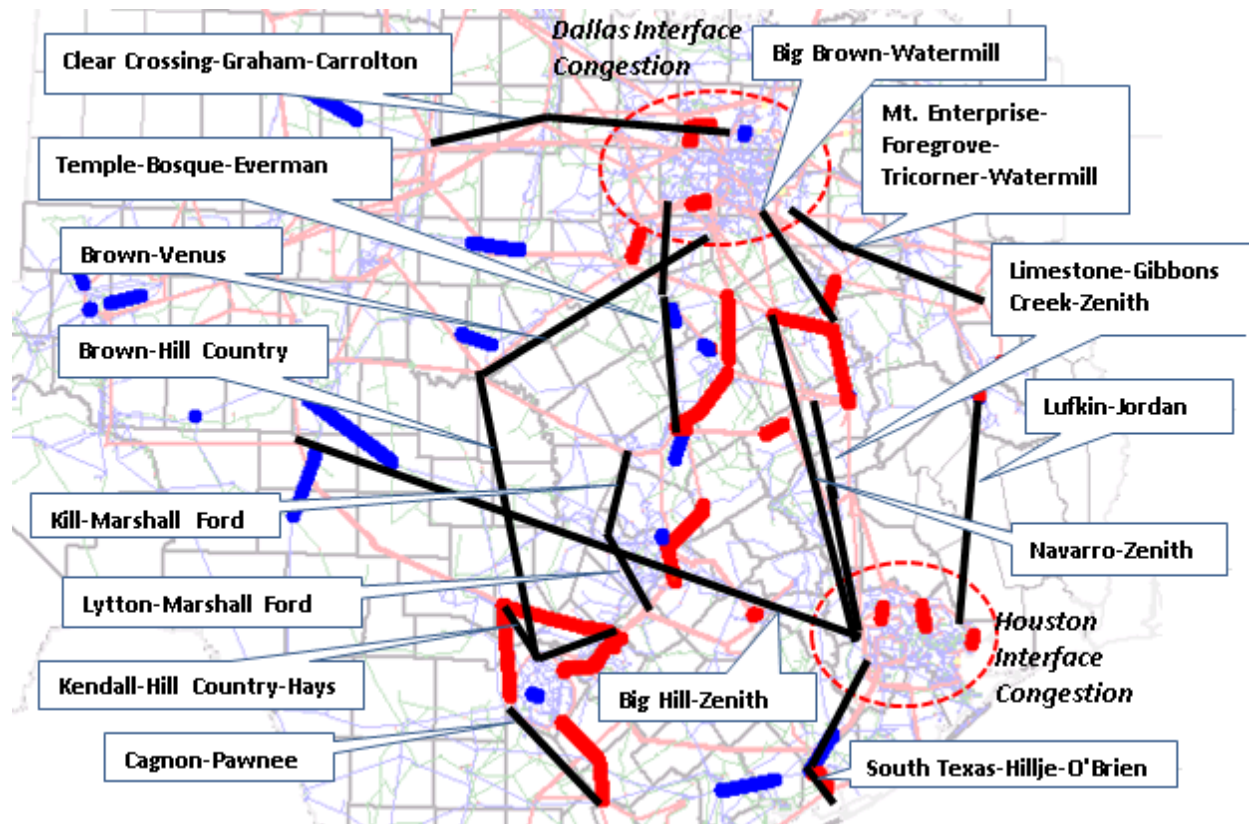 Dallas Interface
Congestion
Clear Crossing-Graham-Carrolton
Big Brown-Watermill
Mt. Enterprise-
Foregrove-
Tricorner-Watermill
Temple-Bosque-Everman
Brown-Venus
Limestone-Gibbons
Creek-Zenith
Brown-Hill Country
Lufkin-Jordan
Kill-Marshall Ford
Navarro-Zenith
Lytton-Marshall Ford
Houston
Interface
Congestion
Kendall-Hill Country-Hays
Big Hill-Zenith
Cagnon-Pawnee
South Texas-Hillje-O'Brien